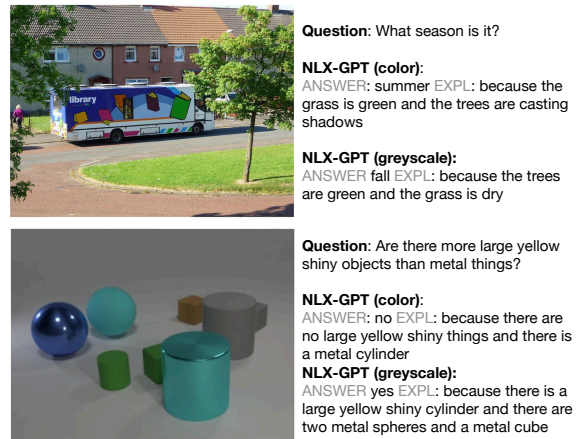 library
Question: What season is it?
NLX-GPT (color):
ANSWER: summer EXPL: because the
grass is green and the trees are casting
shadows
NLX-GPT (greyscale):
ANSWER fall EXPL: because the trees
are green and the grass is dry
Question: Are there more large yellow
shiny objects than metal things?
NLX-GPT (color):
ANSWER: no EXPL: because there are
no large yellow shiny things and there is
a metal cylinder
NLX-GPT (greyscale):
ANSWER yes EXPL: because there is a
large yellow shiny cylinder and there are
two metal spheres and a metal cube